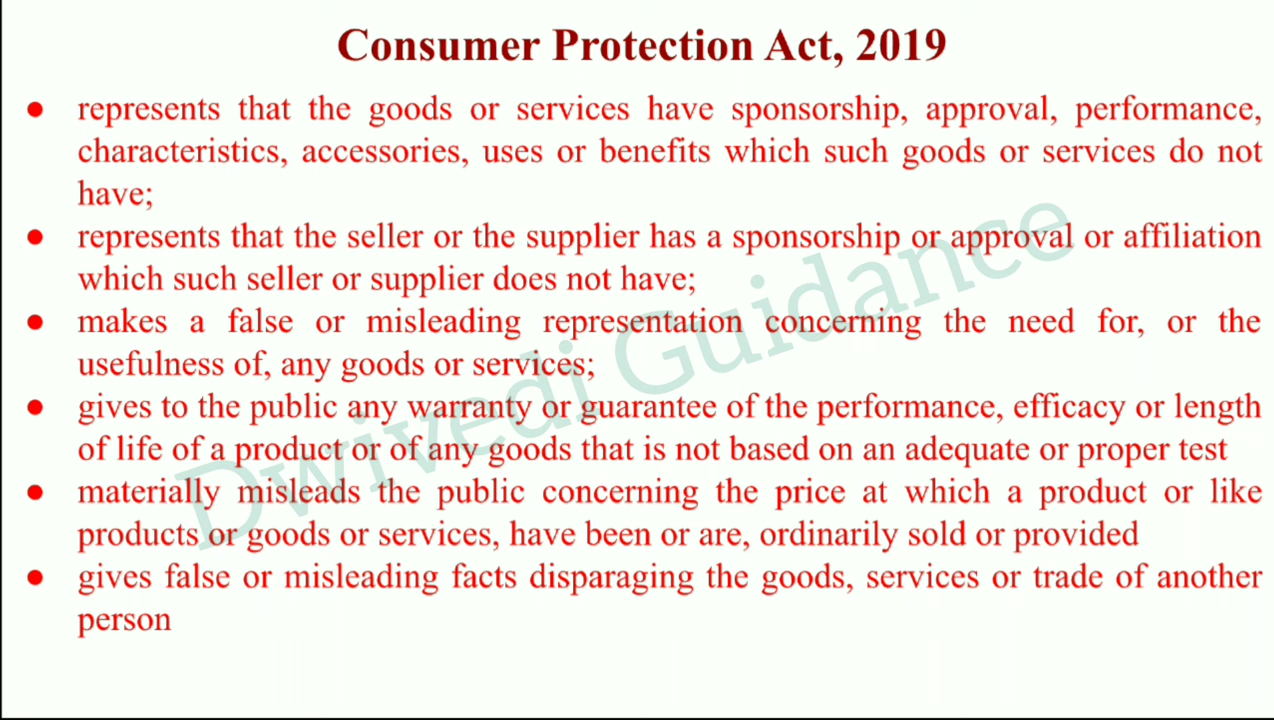 Consumer Protection Act, 2019
● represents that the goods or services have sponsorship, approval, performance,
characteristics, accessories, uses or benefits which such goods or services do not
have;
● represents that the seller or the supplier has a sponsorship or approval or affiliation
which such seller or supplier does not have;
● makes a false or misleading representation concerning the need for, or the
usefulness of, any goods or services;
● gives to the public any warranty or guarantee of the performance, efficacy or length
of life of a product or of any goods that is not based on an adequate or proper test
● materially misleads the public concerning the price at which a product or like
products or goods or services, have been or are, ordinarily sold or provided
● gives false or misleading facts disparaging the goods, services or trade of another
person
Dwivedi Guidance